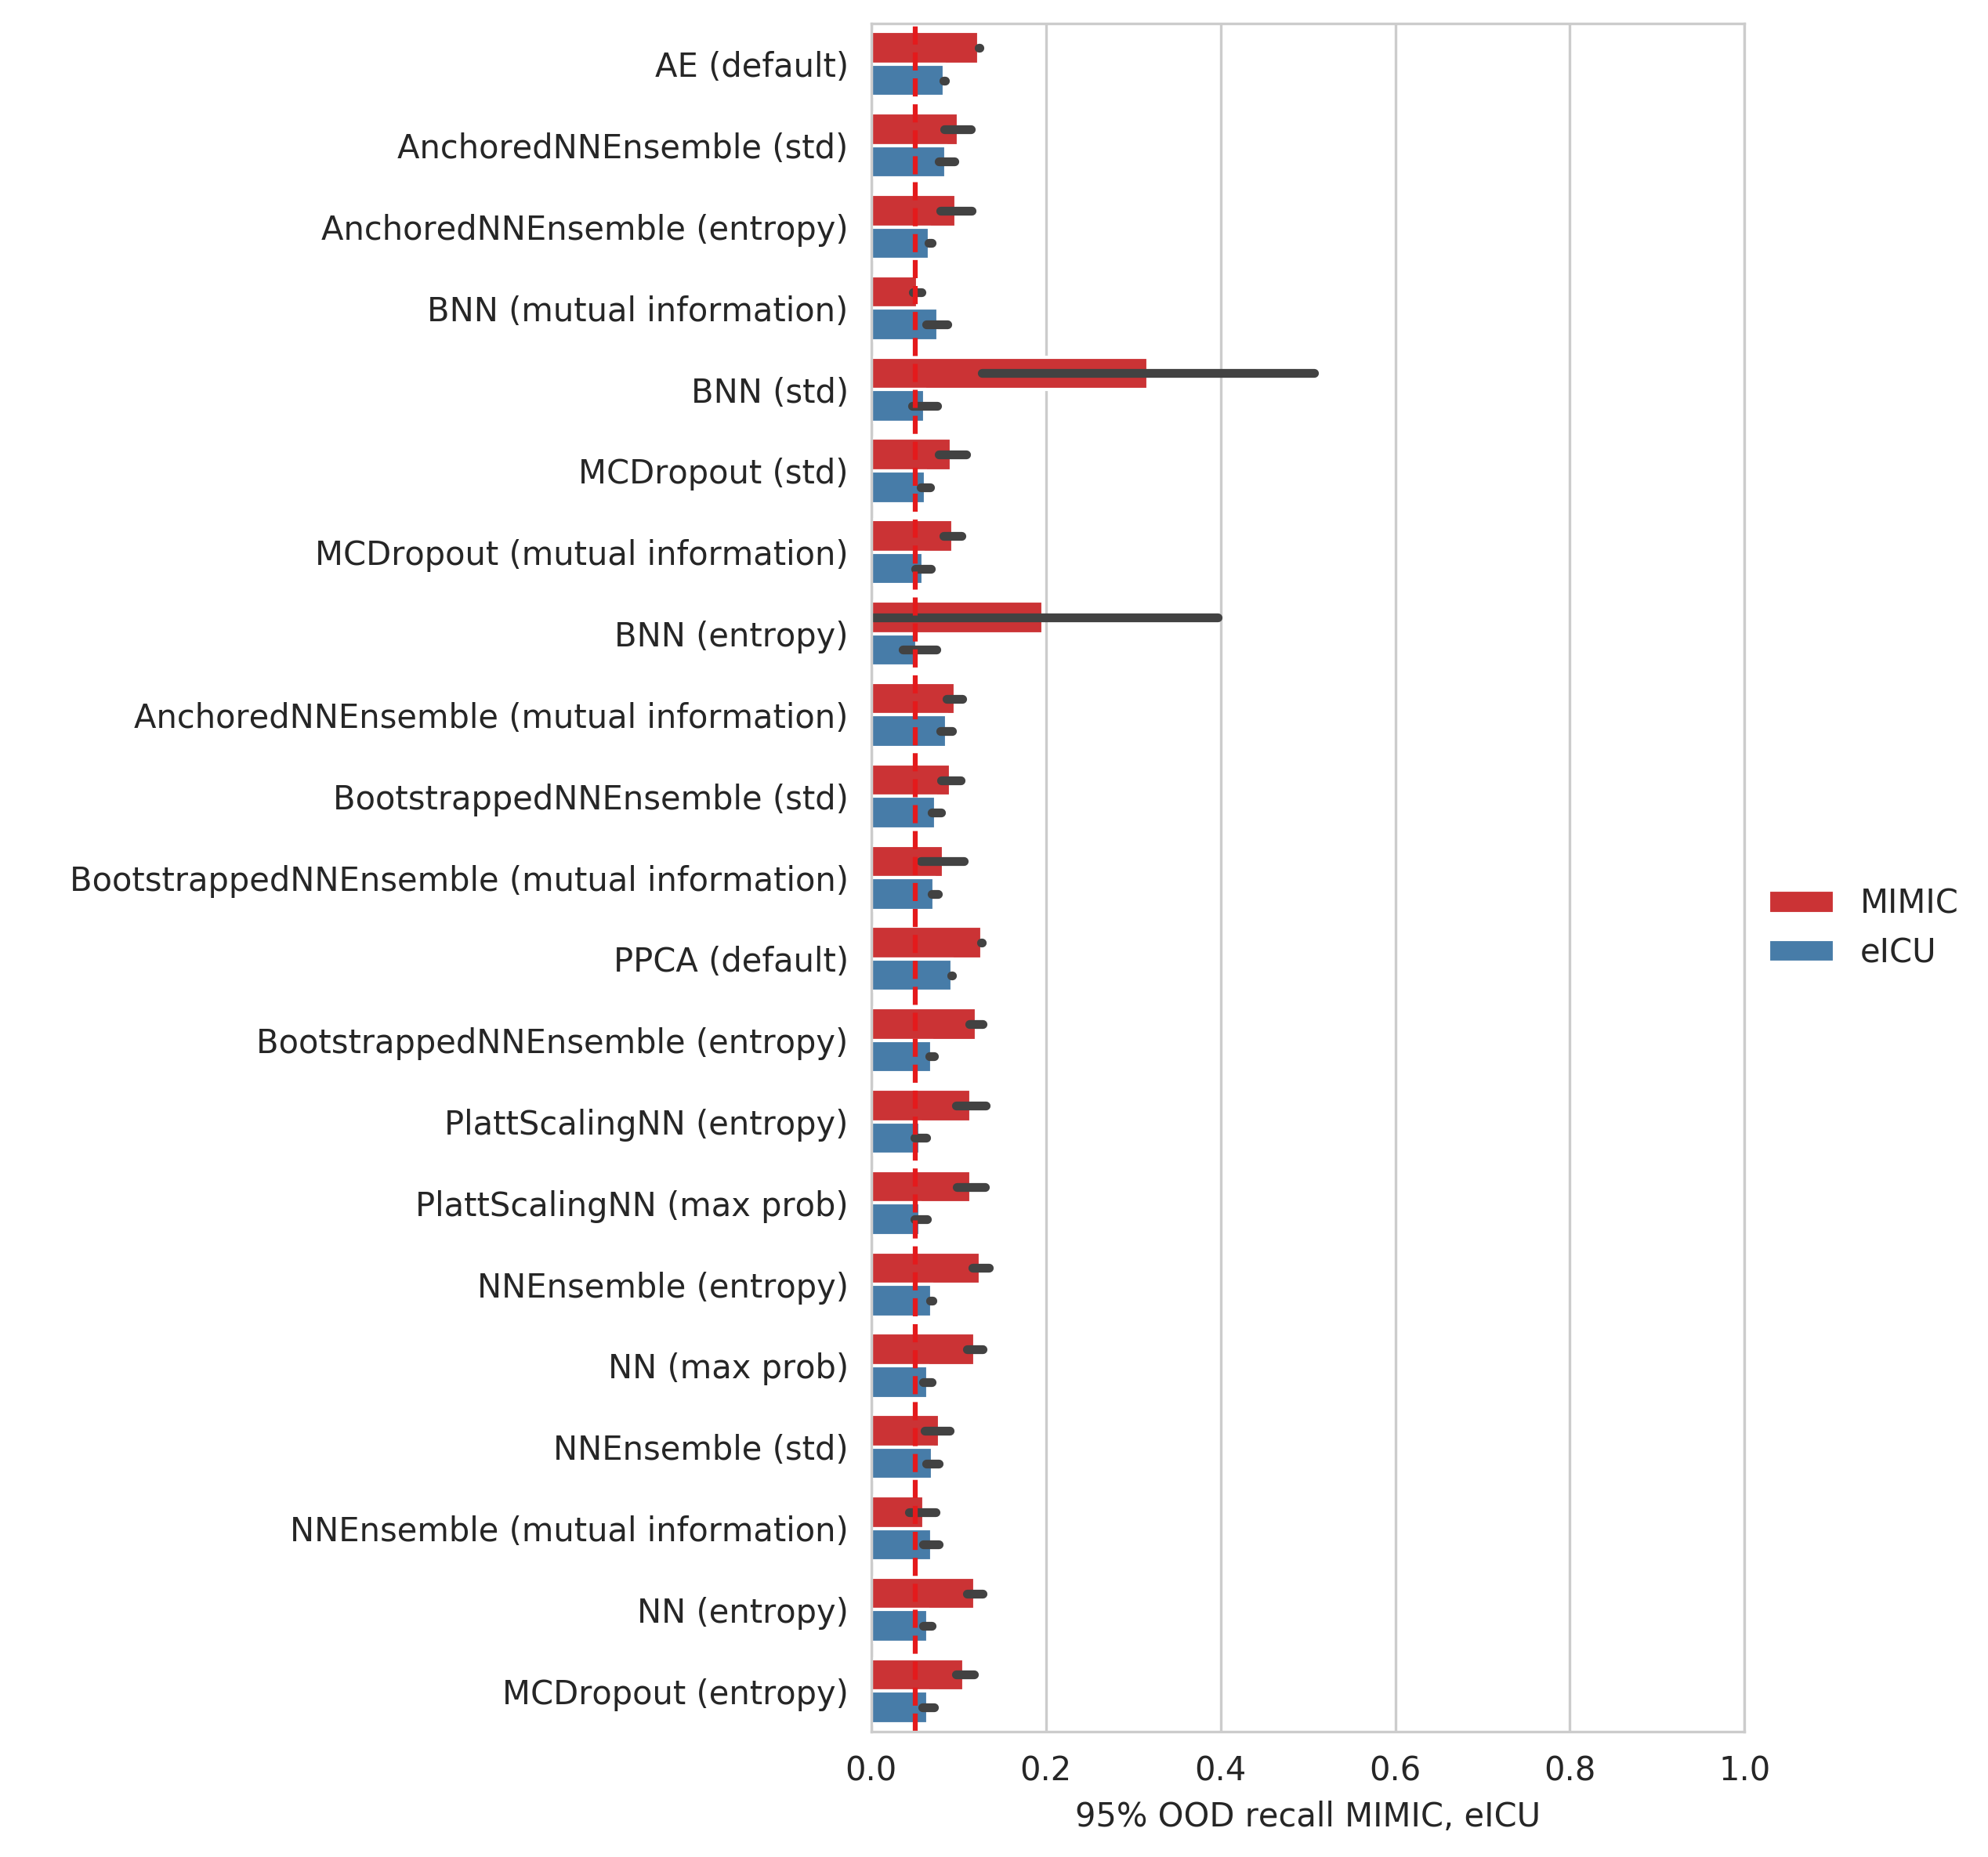 AE (default)
AnchoredNNEnsemble (std)
AnchoredNNEnsemble (entropy)
BNN (mutual information)
BNN (std)
MCDropout (std)
MCDropout (mutual information)
BNN (entropy)
AnchoredNNEnsemble (mutual information)
BootstrappedNNEnsemble (std)
BootstrappedNNEnsemble (mutual information)
PPCA (default)
BootstrappedNNEnsemble (entropy)
PlattScalingNN (entropy)
PlattScalingNN (max prob)
NNEnsemble (entropy)
NN (max prob)
NNEnsemble (std)
NNEnsemble (mutual information)
NN (entropy)
MCDropout (entropy)
0.0 0.2 0.4 0.6 0.8 1.0
95% OOD recall MIMIC, eICU
MIMIC
eICU